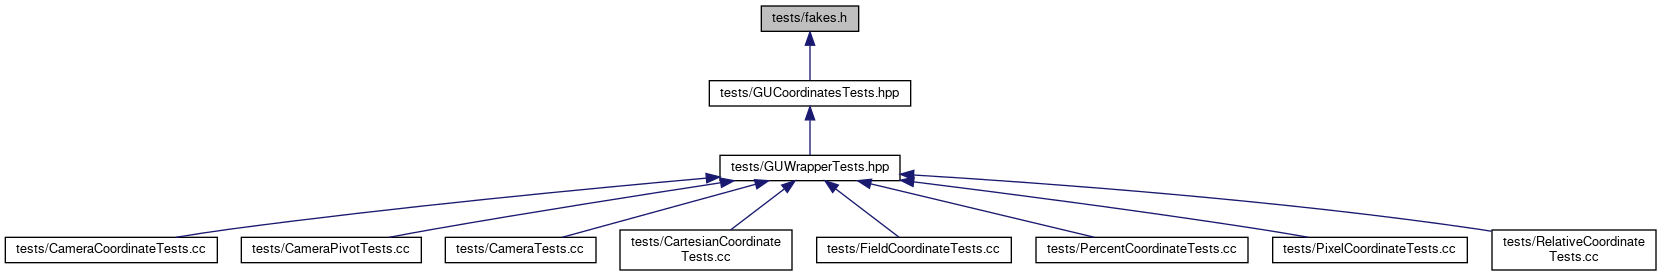 tests/fakes.h
tests/GUCoordinatesTests.hpp
tests/GUWrapperTests.hpp
tests/CameraCoordinateTests.cc
tests/CameraPivotTests.cc
tests/CameraTests.cc
tests/CartesianCoordinate
Tests.cc
tests/FieldCoordinateTests.cc
tests/PercentCoordinateTests.cc
tests/PixelCoordinateTests.cc
tests/RelativeCoordinate
Tests.cc